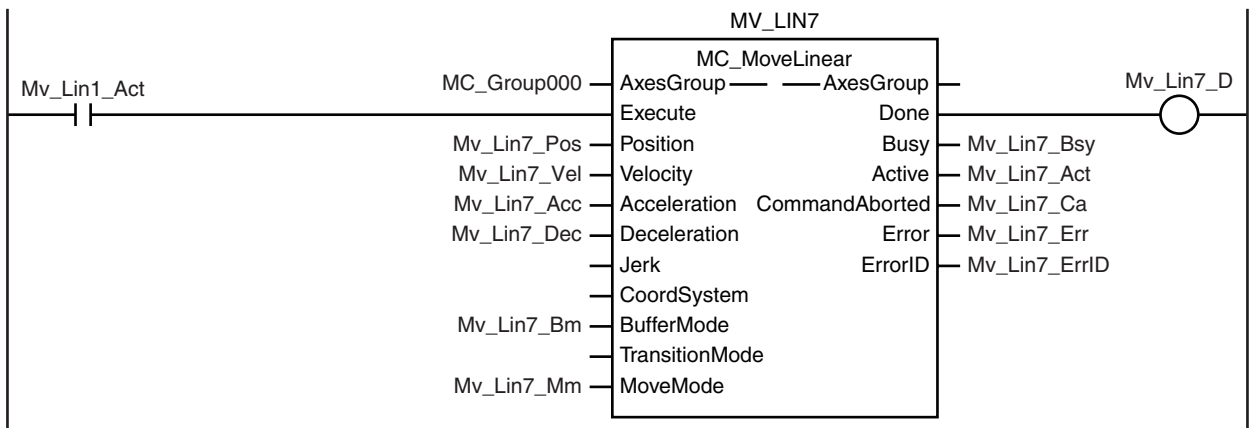 MV_LIN7
MC_MoveLinear
Mv_Lin1_Act
MC_Group000 AxesGroup AxesGroup Mv_Lin7_D
Execute Done
Mv_Lin7_Pos Position Busy Mv_Lin7_Bsy
Mv_Lin7_Vel Velocity Active Mv_Lin7_Act
Mv_Lin7_Acc Acceleration CommandAborted Mv_Lin7_Ca
Mv_Lin7_Dec Deceleration Error Mv_Lin7_Err
Jerk ErrorID Mv_Lin7_ErrID
CoordSystem
Mv_Lin7_Bm BufferMode
TransitionMode
Mv_Lin7_Mm MoveMode